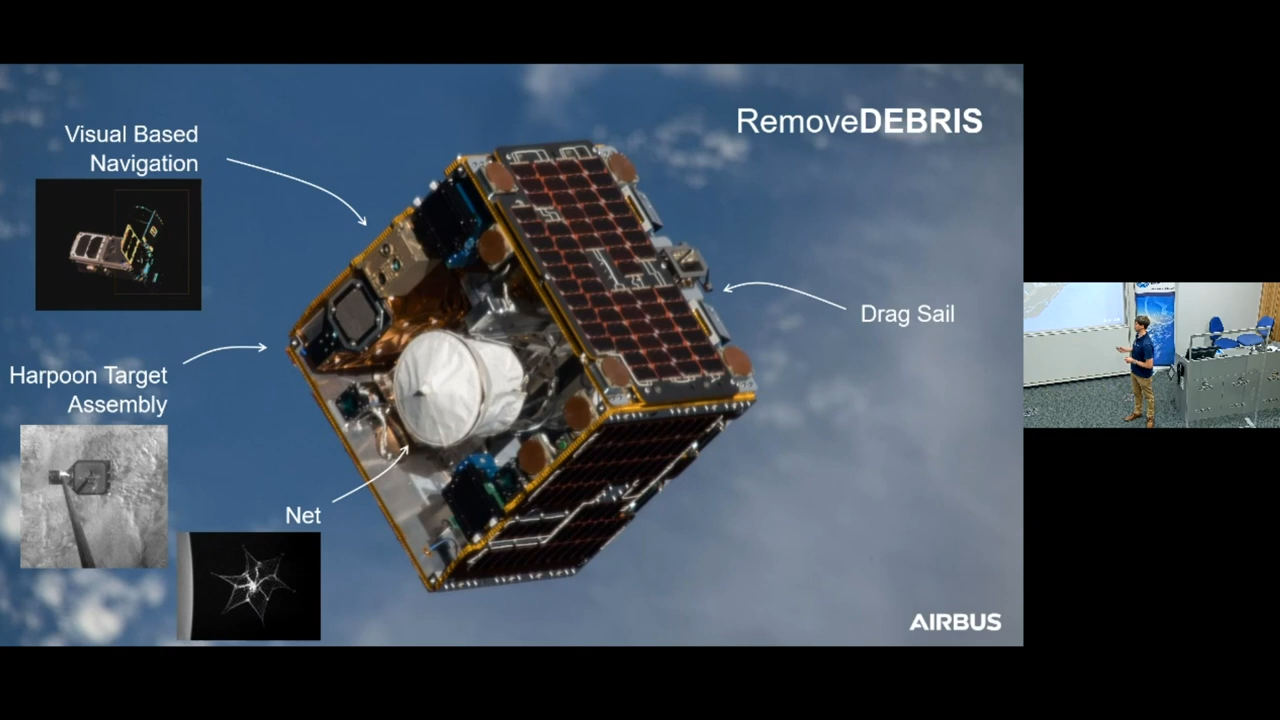 RemoveDEBRIS
Visual Based
Navigation
Drag Sail
Harpoon Target
Assembly
Net
AIRBUS